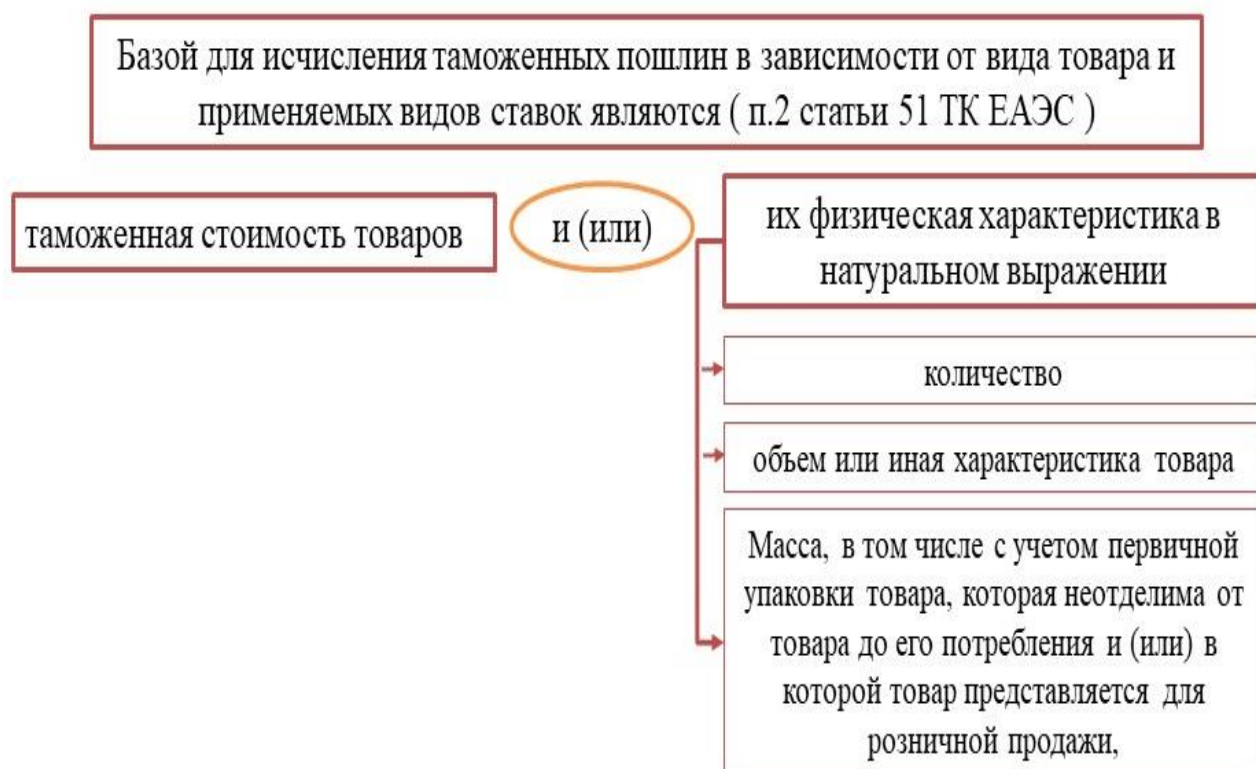 Базой для исчисления таможенных пошлин в зависимости от вида товара и
применяемых видов ставок являются ( п.2 статьи 51 ТК ЕАЭС )
таможенная стоимость товаров
и (или)
их физическая характеристика в
натуральном выражении
количество
объем или иная характеристика товара
Масса, в том числе с учетом первичной
упаковки товара, которая неотделима от
товара до его потребления и (или) в
которой товар представляется для
розничной продажи,